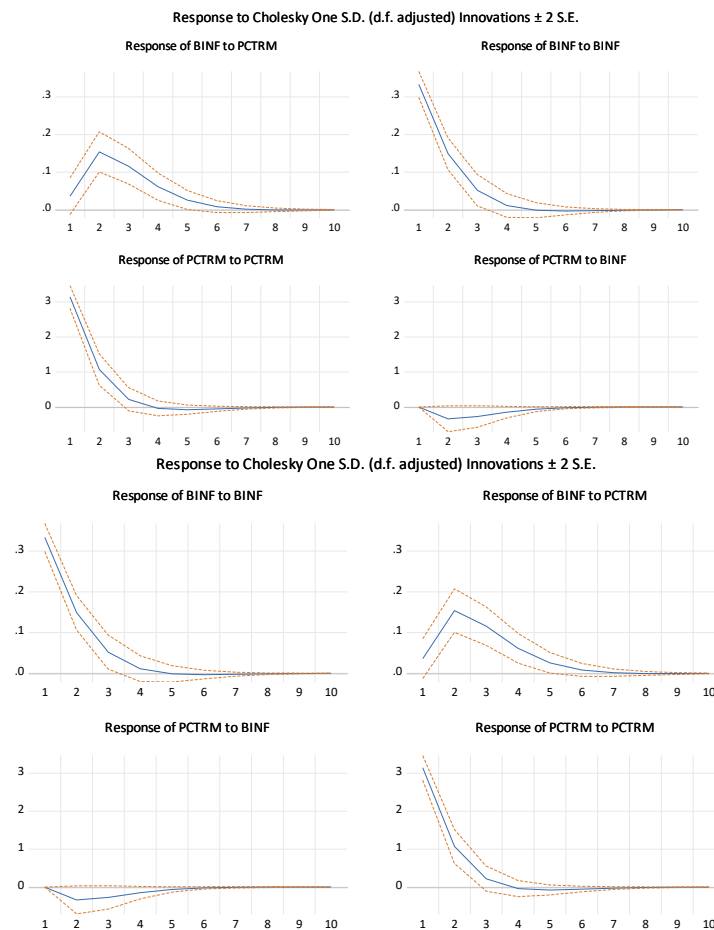 Response to Cholesky One S.D. (d.f. adjusted) Innovations ± 2 S.E.
Response of BINF to PCTRM
.3
.2
.1
.0
1 2 3 4 5 6 7 8 9 10
Response of BINF to BINF
.3
.2
.1
.0
1 2 3 4 5 6 7 8 9 10
Response of PCTRM to PCTRM
3
2
1
0
1 2 3 4 5 6 7 8 9 10
Response of PCTRM to BINF
3
2
1
0
1 2 3 4 5 6 7 8 9 10
Response to Cholesky One S.D. (d.f. adjusted) Innovations ± 2 S.E.
Response of BINF to BINF
.3
.2
.1
.0
1 2 3 4 5 6 7 8 9 10
Response of BINF to PCTRM
.3
.2
.1
.0
1 2 3 4 5 6 7 8 9 10
Response of PCTRM to BINF
3
2
1
0
1 2 3 4 5 6 7 8 9 10
Response of PCTRM to PCTRM
3
2
1
0
1 2 3 4 5 6 7 8 9 10